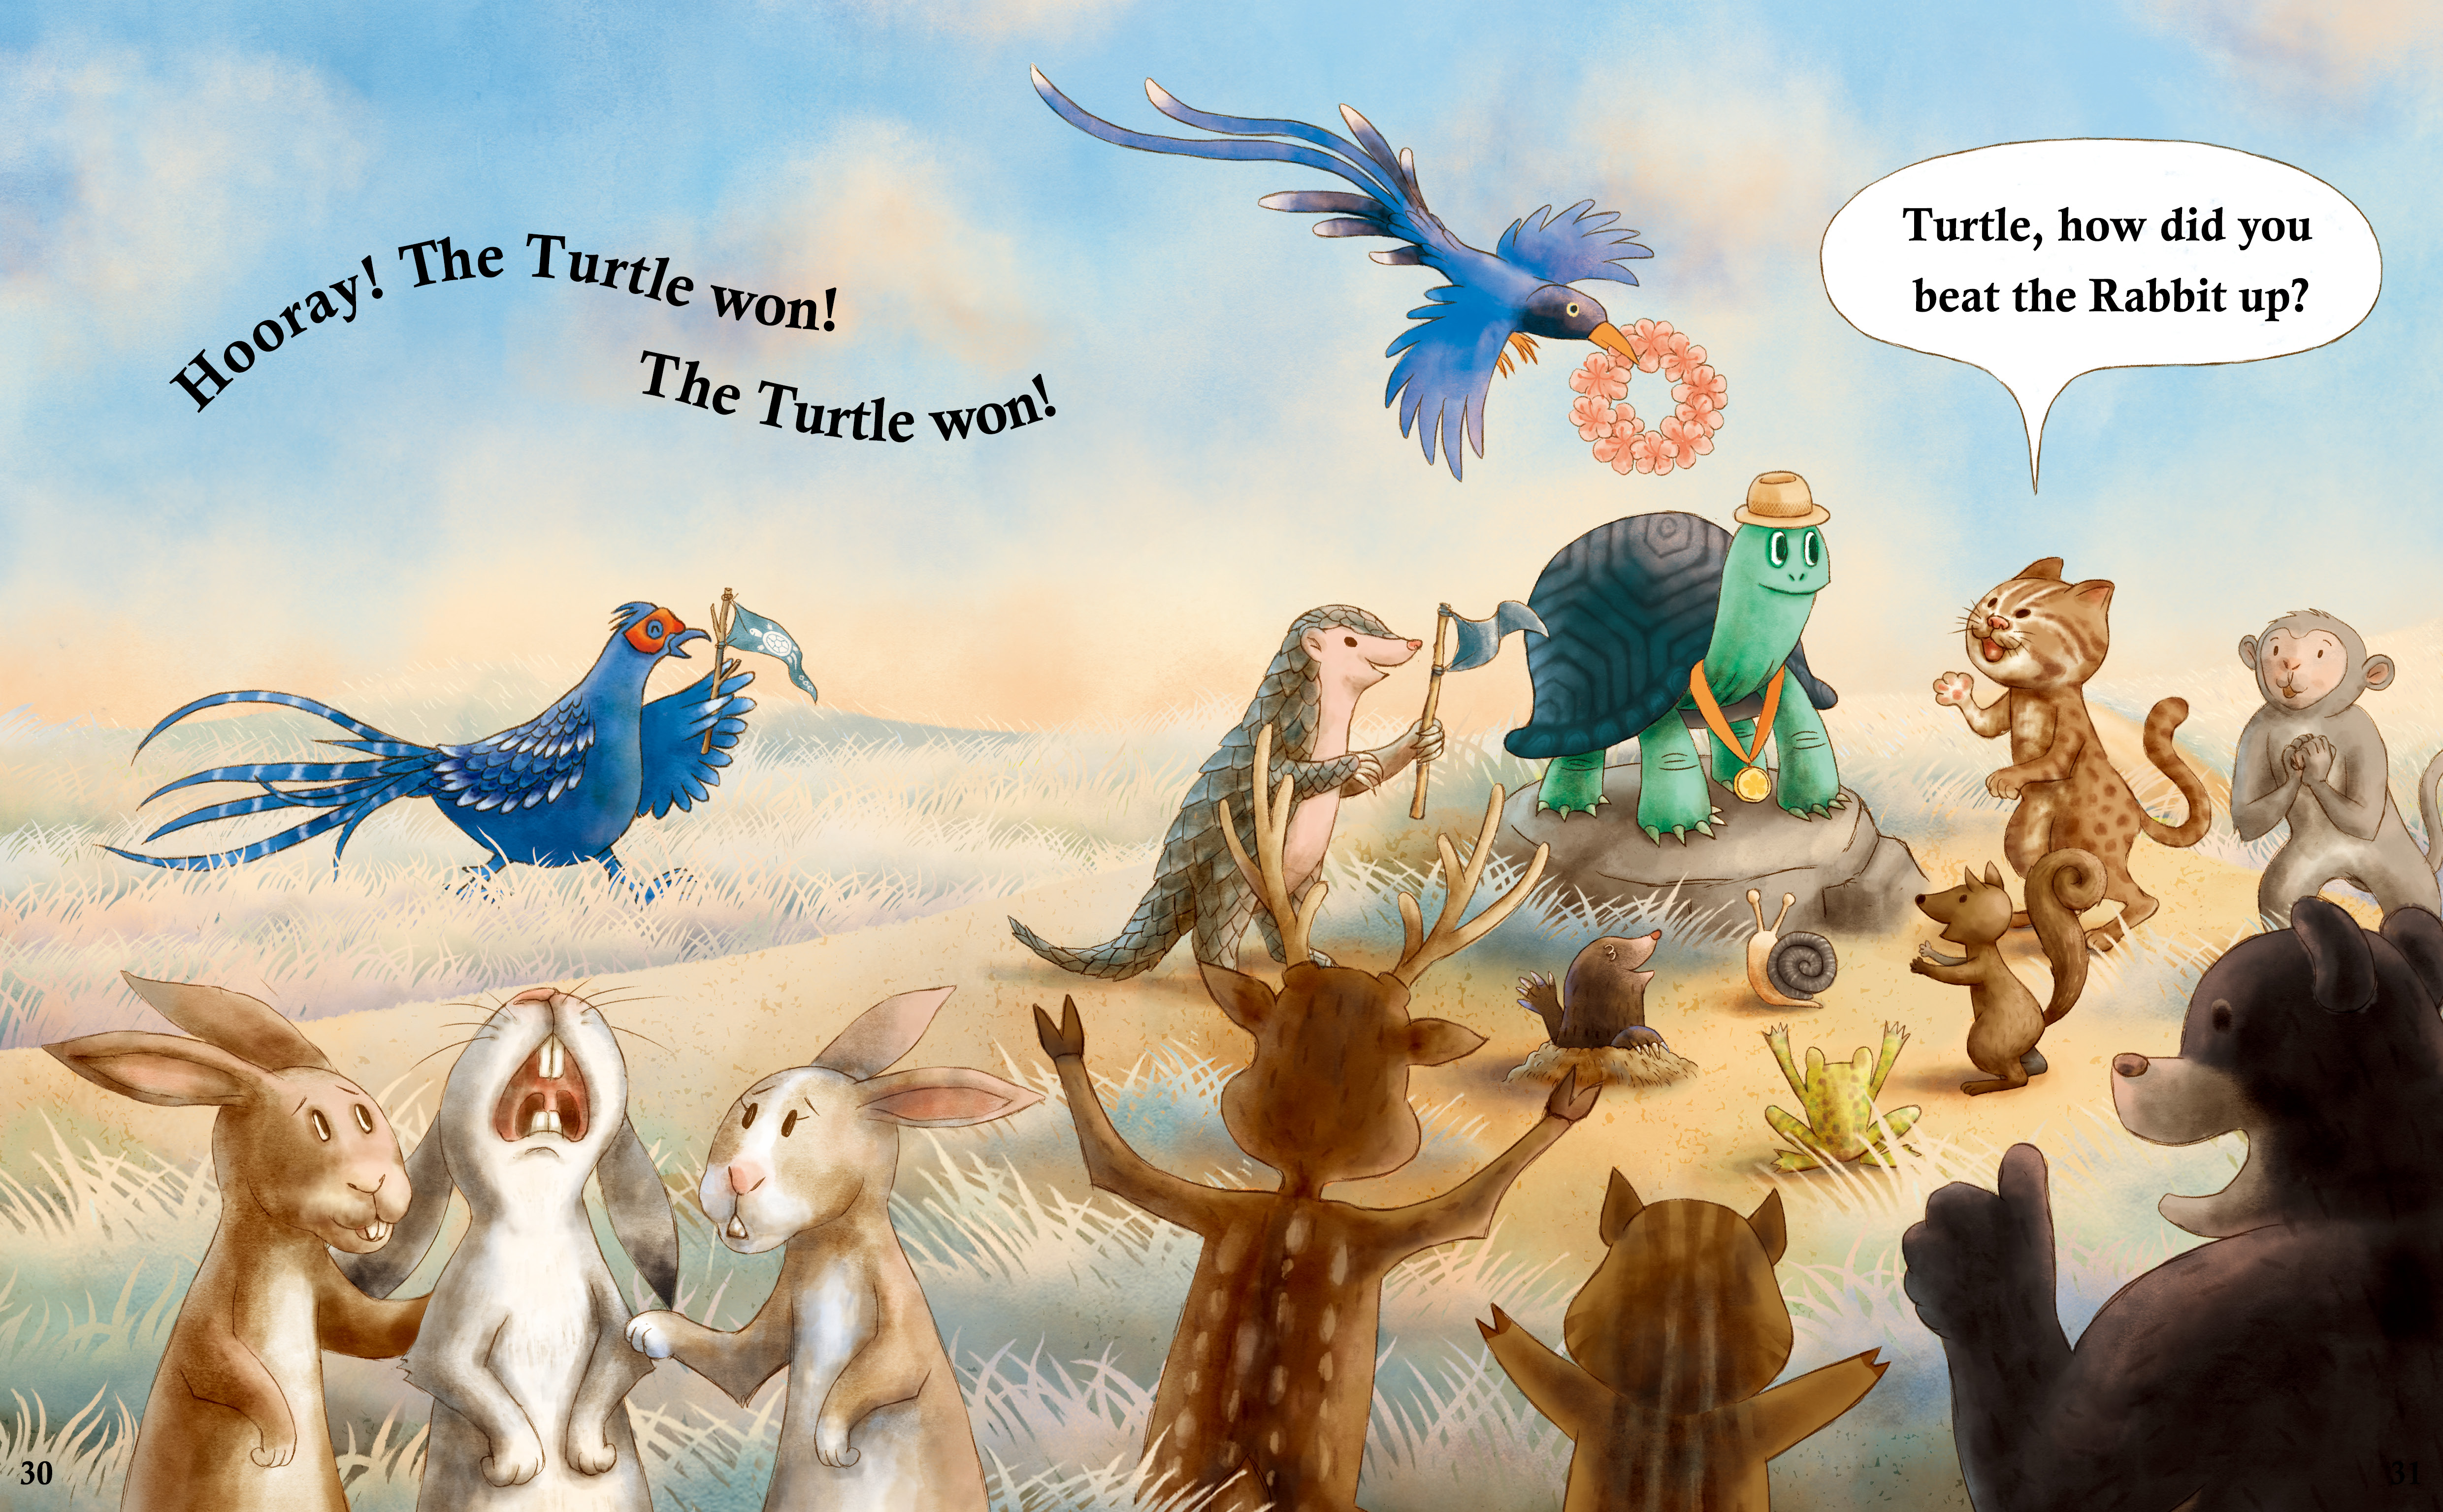 Hooray! The Turtle won!
The Turtle won!
Turtle, how did you
beat the Rabbit up?
30
31